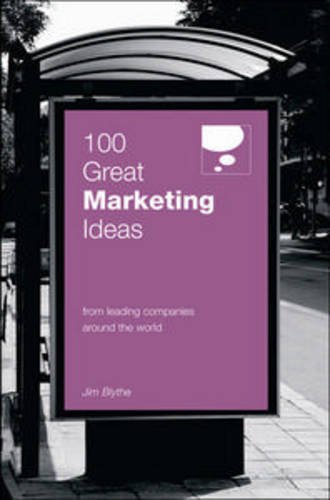 100
Great
Marketing
Ideas
from leading companies
around the world
Jim Blythe